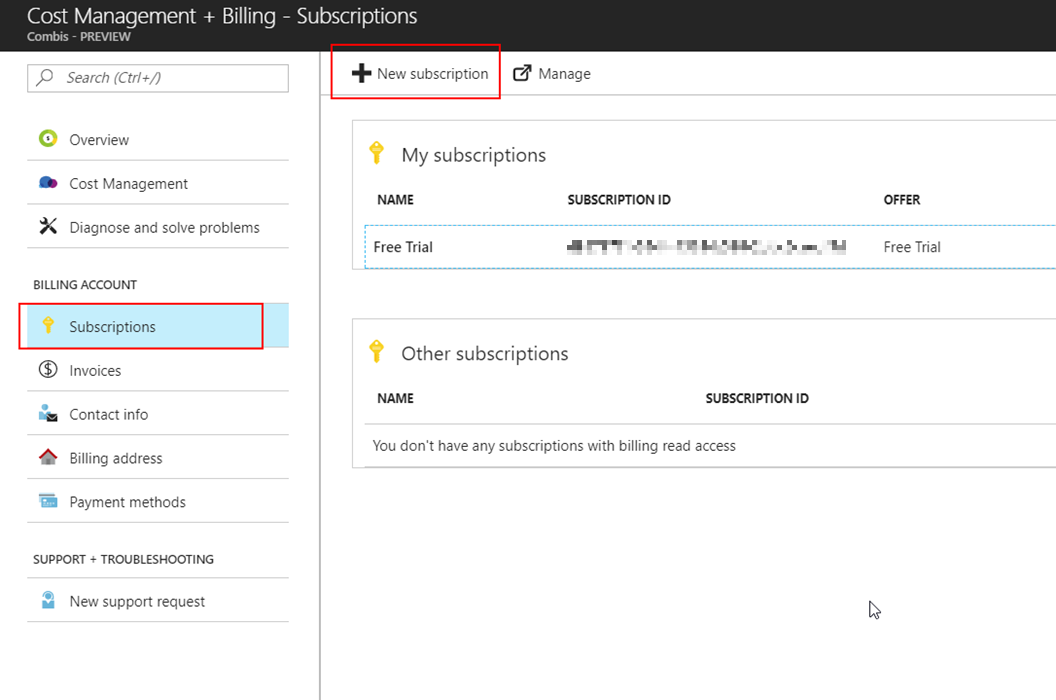 Cost Management + Billing - Subscriptions
Combis - PREVIEW
Search (Ctrl+/)
Overview
Cost Management
Diagnose and solve problems
BILLING ACCOUNT
Subscriptions
Invoices
Contact info
Billing address
Payment methods
SUPPORT + TROUBLESHOOTING
New support request
New subscription Manage
My subscriptions
NAME SUBSCRIPTION ID OFFER
Free Trial Free Trial
Other subscriptions
NAME SUBSCRIPTION ID
You don't have any subscriptions with billing read access